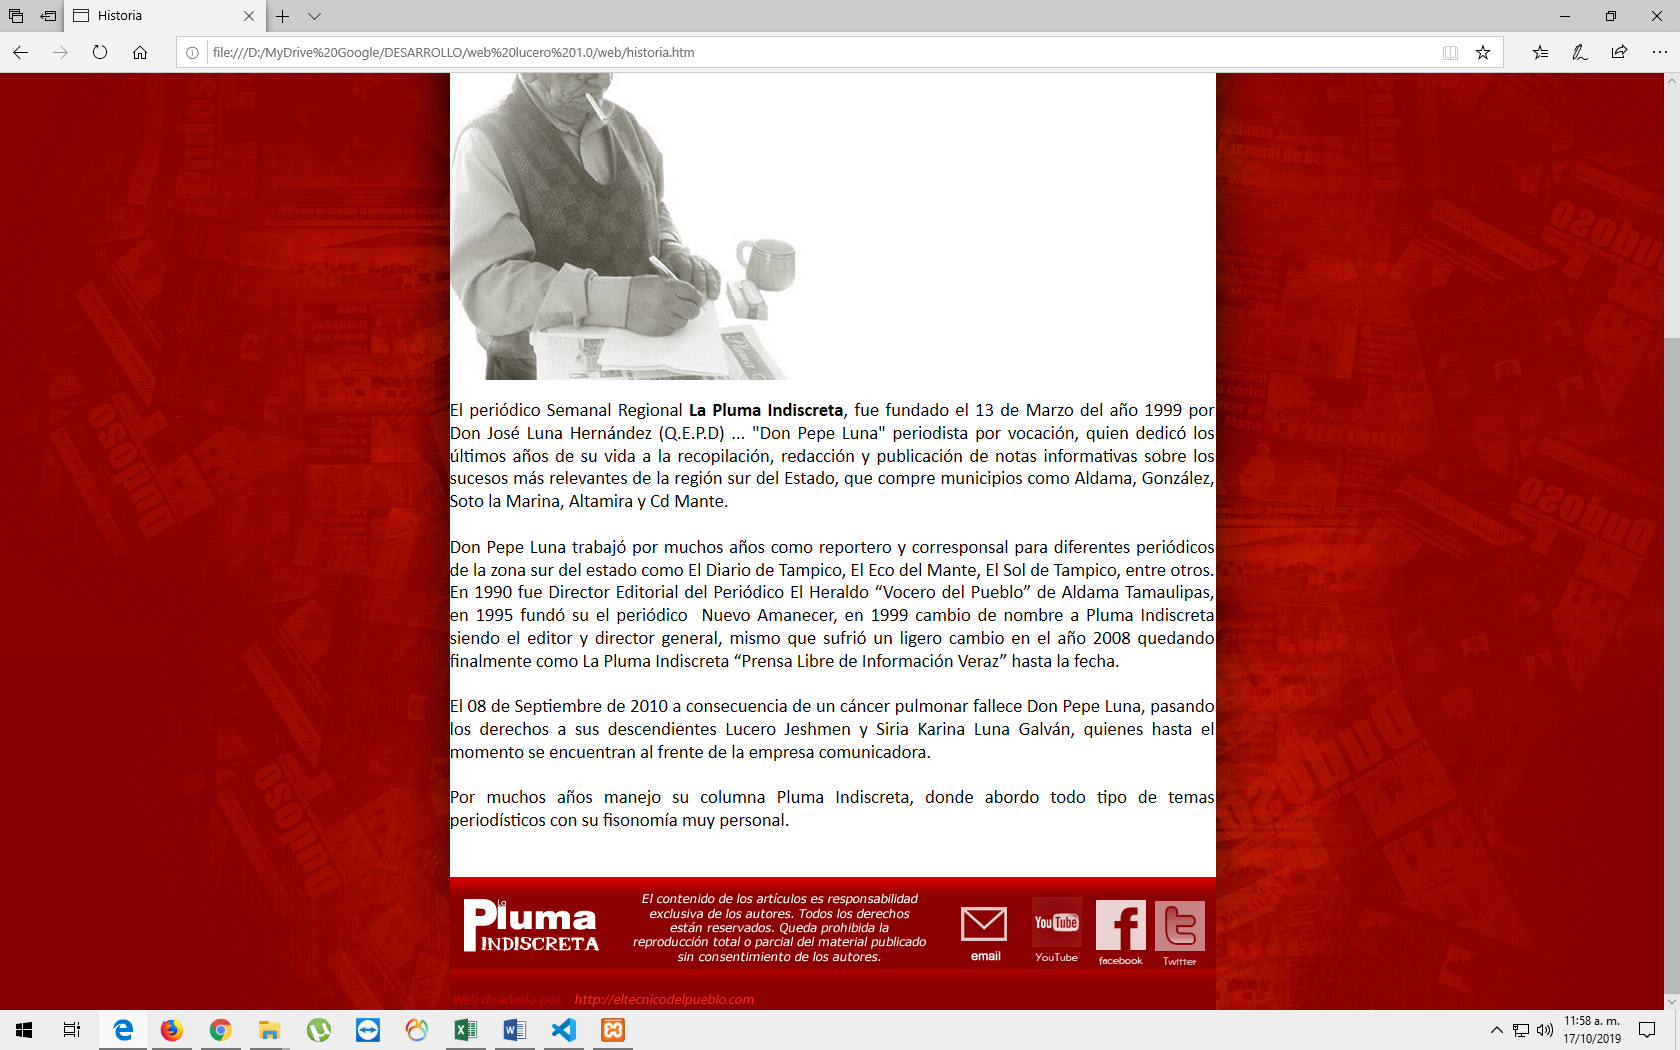 Historia
file:///D:/MyDrive%20Google/DESARROLLO/web%20lucero%201.0/web/historia.htm
Pluma
El periódico Semanal Regional La Pluma Indiscreta, fue fundado el 13 de Marzo del año 1999 por
Don José Luna Hernández (Q.E.P.D) ... "Don Pepe Luna" periodista por vocación, quien dedicó los
últimos años de su vida a la recopilación, redacción y publicación de notas informativas sobre los
sucesos más relevantes de la región sur del Estado, que compre municipios como Aldama, González,
Soto la Marina, Altamira y Cd Mante.
Don Pepe Luna trabajó por muchos años como reportero y corresponsal para diferentes periódicos
de la zona sur del estado como El Diario de Tampico, El Eco del Mante, El Sol de Tampico, entre otros.
En 1990 fue Director Editorial del Periódico El Heraldo “Vocero del Pueblo” de Aldama Tamaulipas,
en 1995 fundó su el periódico  Nuevo Amanecer, en 1999 cambio de nombre a Pluma Indiscreta
siendo el editor y director general, mismo que sufrió un ligero cambio en el año 2008 quedando
finalmente como La Pluma Indiscreta “Prensa Libre de Información Veraz” hasta la fecha.
El 08 de Septiembre de 2010 a consecuencia de un cáncer pulmonar fallece Don Pepe Luna, pasando
los derechos a sus descendientes Lucero Jeshmen y Siria Karina Luna Galván, quienes hasta el
momento se encuentran al frente de la empresa comunicadora.
Por muchos años manejo su columna Pluma Indiscreta, donde abordo todo tipo de temas
periodísticos con su fisonomía muy personal.
La
Pluma
INDISCRETA
El contenido de los artículos es responsabilidad
exclusiva de los autores. Todos los derechos
están reservados. Queda prohibida la
reproducción total o parcial del material publicado
sin consentimiento de los autores.
email
YouTube
YouTube
facebook
Twitter
Web diseñado por: http://eltecnicodelpueblo.com
11:58 a. m.
17/10/2019